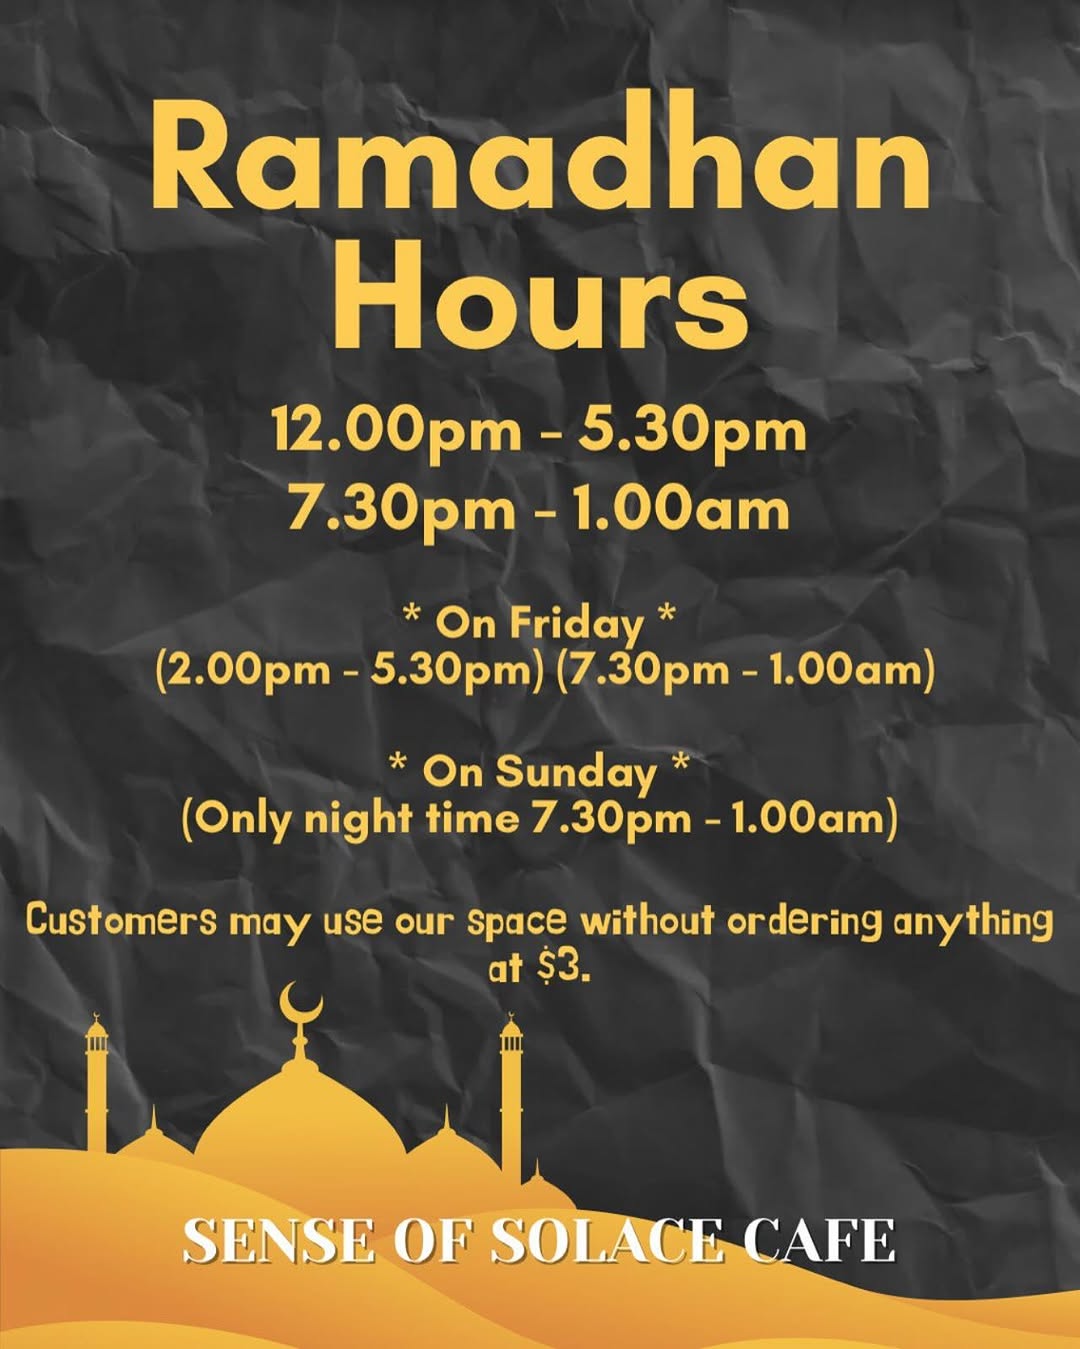 Ramadhan
Hours
12.00pm - 5.30pm
7.30pm - 1.00am
* On Friday *
(2.00pm - 5.30pm) (7.30pm - 1.00am)
* On Sunday *
(Only night time 7.30pm - 1.00am)
Customers may use our space without ordering anything
at $3.
SENSE OF SOLACE CAFE